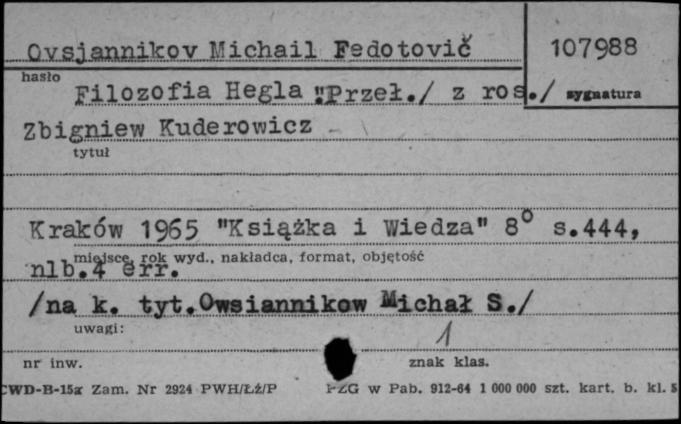 Ovsjannikov Michail Fedotovič 107988
hasło
Filozofia Hegla "Przeł./ z ros./ sygnatura
Zbigniew Kuderowicz
tytuł
Kraków 1965 "Książka i Wiedza" 8° s.444,
miejsce, rok wyd., nakładca, format, objętość
nlb.4 err.
/na k. tyt.Owsiannikow Michał S./
uwagi:
1
nr inw. znak klas.
CWD-B-15a Zam. Nr 2924 PWH/Łź/P PZG w Pab. 912-64 1 000 000 szt. kart. b. kl. 5